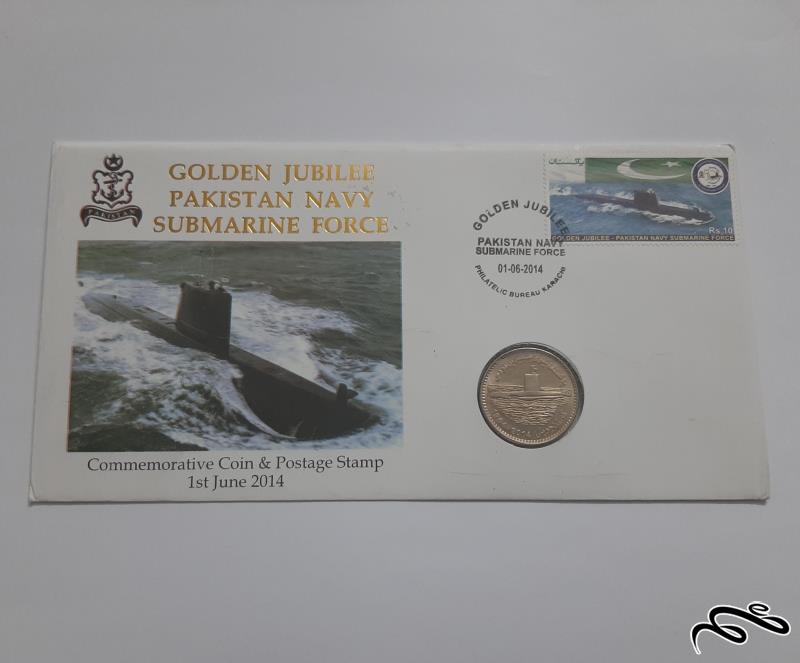 GOLDEN JUBILEE
PAKISTAN NAVY
SUBMARINE FORCE
PAKISTAN
پاکستان
Rs.10
GOLDEN JUBILEE - PAKISTAN NAVY SUBMARINE FORCE
GOLDEN JUBILEE
PAKISTAN NAVY
SUBMARINE FORCE
01-06-2014
PHILATELIC BUREAU KARACHI
Commemorative Coin & Postage Stamp
1st June 2014